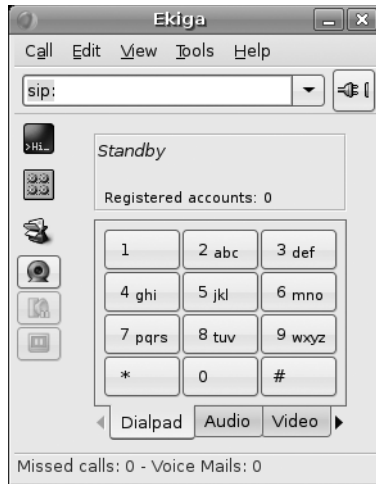 Ekiga
Call Edit View Tools Help
sip:
>Hi_
Standby
Registered accounts: 0
1 2 abc 3 def
4 ghi 5 jkl 6 mno
7 pqrs 8 tuv 9 wxyz
* 0 #
Dialpad Audio Video
Missed calls: 0 - Voice Mails: 0